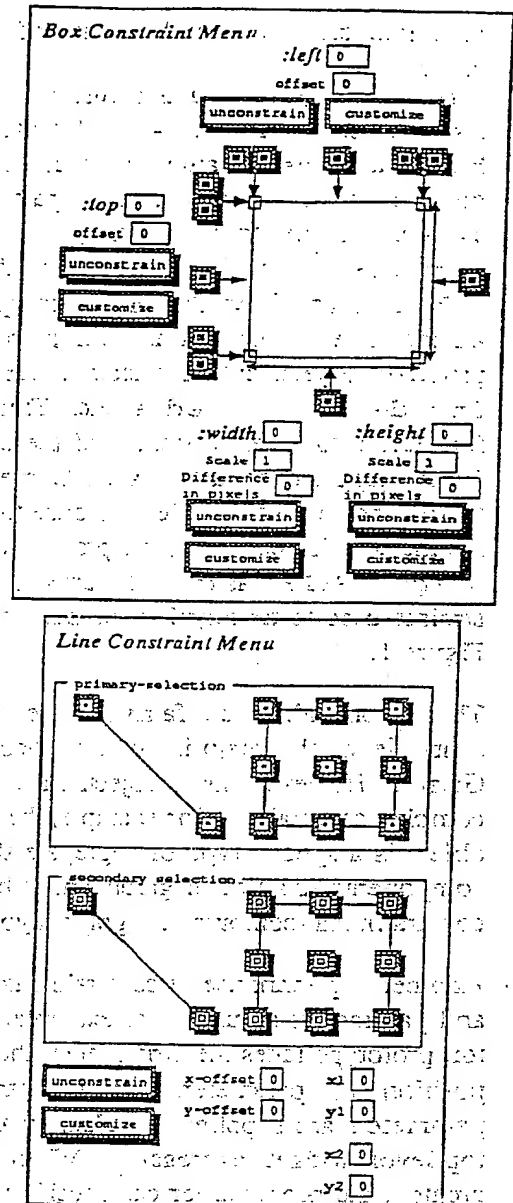 Box Constraint Menu
:left 0
offset 0
unconstrain customize
:top 0
offset 0
unconstrain
customize
:width 0 :height 0
Scale 1 Scale 1
Difference in pixels 0 Difference in pixels 0
unconstrain unconstrain
customize customize
Line Constraint Menu
primary-selection
secondary selection
unconstrain x-offset 0 x1 0
customize y-offset 0 y1 0
x2 0
y2 0